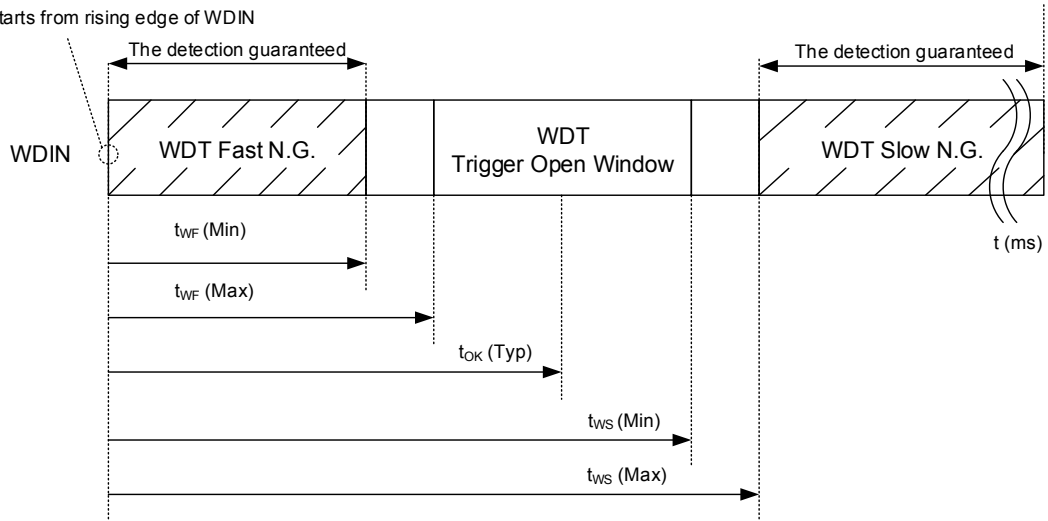 tarts from rising edge of WDIN
The detection guaranteed
The detection guaranteed
WDIN
WDT Fast N.G.
WDT
Trigger Open Window
WDT Slow N.G.
t (ms)
tWF (Min)
tWF (Max)
tOK (Typ)
tWS (Min)
tWS (Max)